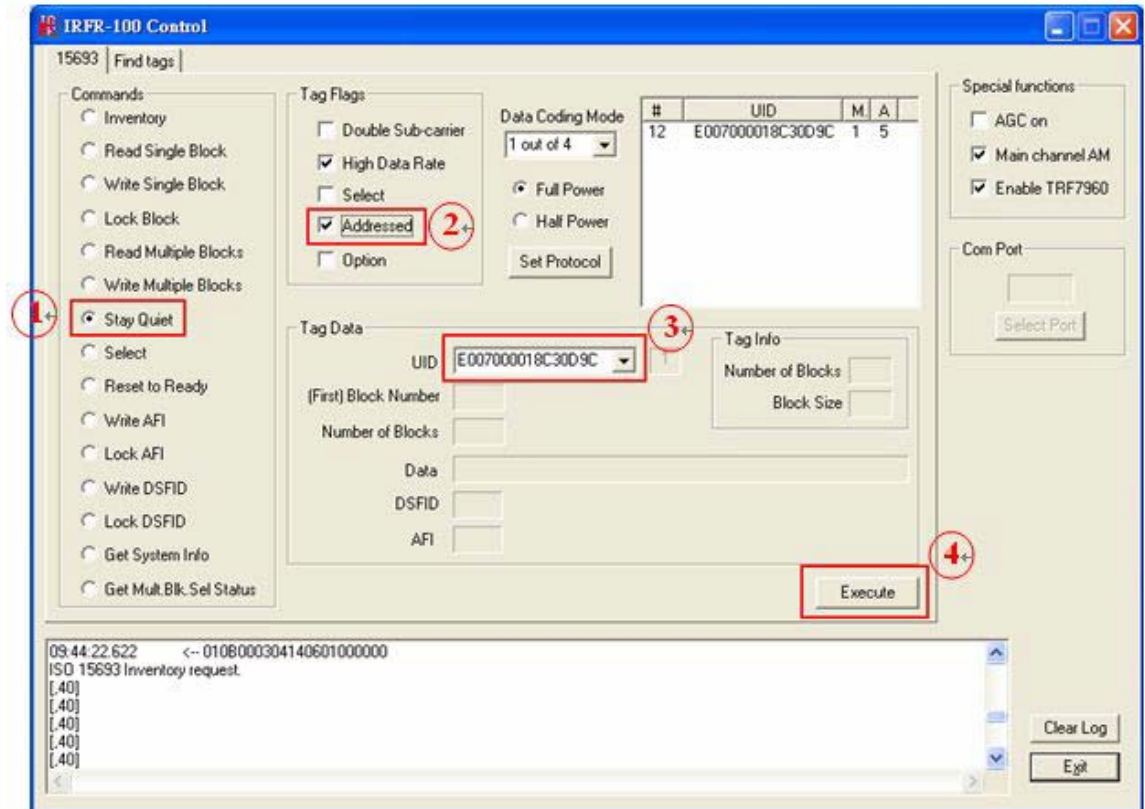 IRFR-100 Control
15693
Find tags
Commands
Inventory
Read Single Block
Write Single Block
Lock Block
Read Multiple Blocks
Write Multiple Blocks
1
Stay Quiet
Select
Reset to Ready
Write AFI
Lock AFI
Write DSFID
Lock DSFID
Get System Info
Get Mult.Blk.Sel Status
Tag Flags
Double Sub-carrier
High Data Rate
Select
Addressed
2
Option
Data Coding Mode
1 out of 4
Full Power
Half Power
Set Protocol
# UID M. A
12 E007000018C30D9C 1 5
Special functions
AGC on
Main channel AM
Enable TRF7960
Com Port
Select Port
Tag Data
3
UID E007000018C30D9C
(First) Block Number
Number of Blocks
Data
DSFID
AFI
Tag Info
Number of Blocks
Block Size
4
Execute
09:44:22.622 <-- 010B000304140601000000
ISO 15693 Inventory request.
[,40]
[,40]
[,40]
[,40]
[,40]
Clear Log
Exit